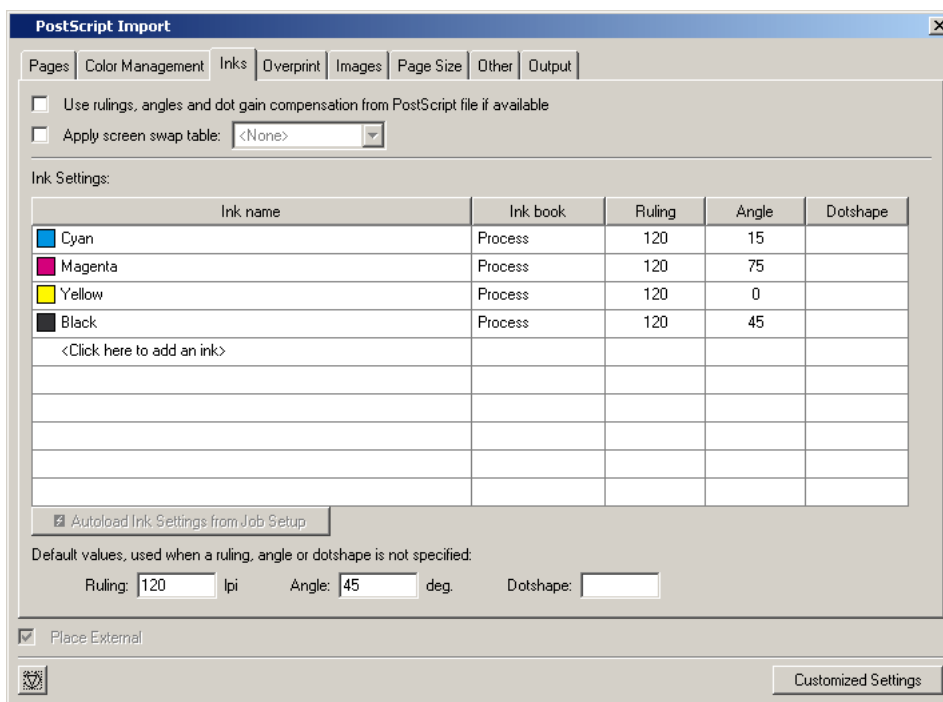 PostScript Import
Pages Color Management Inks Overprint Images Page Size Other Output
Use rulings, angles and dot gain compensation from PostScript file if available
Apply screen swap table: <None>
Ink Settings:
Ink name Ink book Ruling Angle Dotshape
Cyan Process 120 15
Magenta Process 120 75
Yellow Process 120 0
Black Process 120 45
<Click here to add an ink>
Autoload Ink Settings from Job Setup
Default values, used when a ruling, angle or dotshape is not specified:
Ruling: 120 lpi Angle: 45 deg. Dotshape:
Place External
Customized Settings